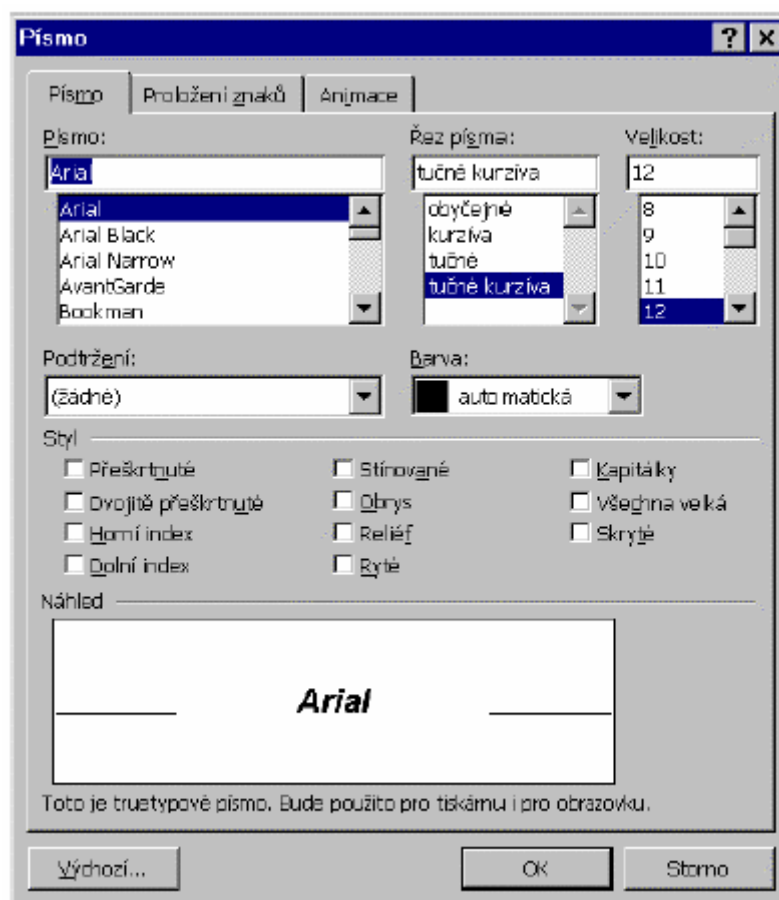 Písmo
Písmo Proložení znaků Animace
Písmo: Řez písma: Velikost:
Arial tučné kurzíva 12
Arial obyčejné 8
Arial Black kurzíva 9
Arial Narrow tučné 10
AvantGarde tučné kurzíva 11
Bookman 12
Podtržení: Barva:
(žádné) automatická
Styl
Přeškrtnuté Stínované Kapitálky
Dvojitě přeškrtnuté Obrys Všechna velká
Horní index Reliéf Skryté
Dolní index Ryté
Náhled
Arial
Toto je truetypové písmo. Bude použito pro tiskárnu i pro obrazovku.
Výchozí... OK Storno